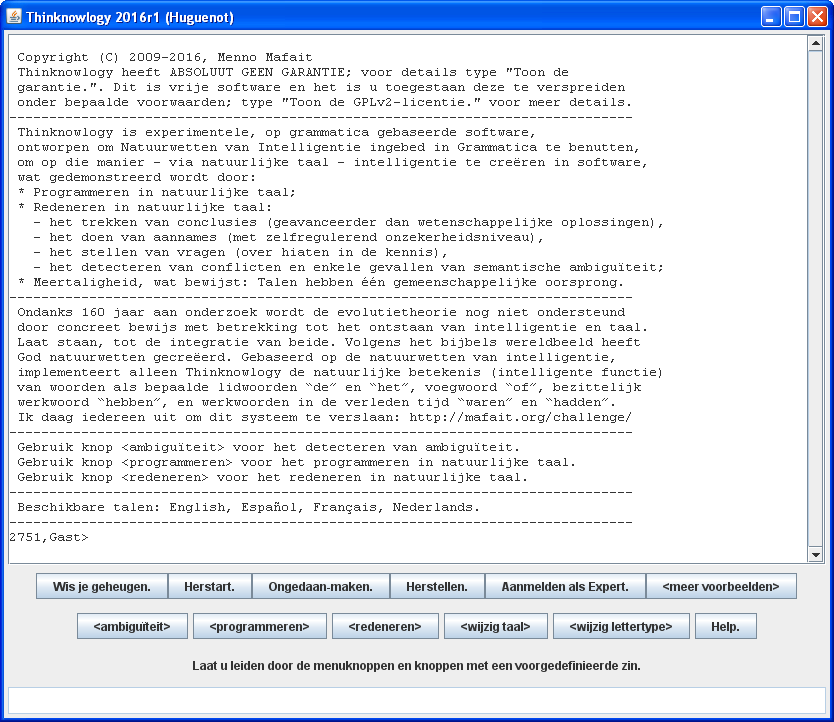 Thinknowlogy 2016r1 (Huguenot)
Copyright (C) 2009-2016, Menno Mafait
Thinknowlogy heeft ABSOLUUT GEEN GARANTIE; voor details type "Toon de
garantie.". Dit is vrije software en het is u toegestaan deze te verspreiden
onder bepaalde voorwaarden; type "Toon de GPLv2-licentie." voor meer details.
Thinknowlogy is experimentele, op grammatica gebaseerde software,
ontworpen om Natuurwetten van Intelligentie ingebed in Grammatica te benutten,
om op die manier - via natuurlijke taal - intelligentie te creëren in software,
wat gedemonstreerd wordt door:
* Programmeren in natuurlijke taal;
* Redeneren in natuurlijke taal:
- het trekken van conclusies (geavanceerder dan wetenschappelijke oplossingen),
- het doen van aannames (met zelfregulerend onzekerheidsniveau),
- het stellen van vragen (over hiaten in de kennis),
- het detecteren van conflicten en enkele gevallen van semantische ambiguïteit;
* Meertaligheid, wat bewijst: Talen hebben één gemeenschappelijke oorsprong.
Ondanks 160 jaar aan onderzoek wordt de evolutietheorie nog niet ondersteund
door concreet bewijs met betrekking tot het ontstaan van intelligentie en taal.
Laat staan, tot de integratie van beide. Volgens het bijbels wereldbeeld heeft
God natuurwetten gecreëerd. Gebaseerd op de natuurwetten van intelligentie,
implementeert alleen Thinknowlogy de natuurlijke betekenis (intelligente functie)
van woorden als bepaalde lidwoorden “de” en “het”, voegwoord “of”, bezittelijk
werkwoord “hebben”, en werkwoorden in de verleden tijd “waren” en “hadden”.
Ik daag iedereen uit om dit systeem te verslaan: http://mafait.org/challenge/
Gebruik knop <ambiguïteit> voor het detecteren van ambiguïteit.
Gebruik knop <programmeren> voor het programmeren in natuurlijke taal.
Gebruik knop <redeneren> voor het redeneren in natuurlijke taal.
Beschikbare talen: English, Español, Français, Nederlands.
2751,Gast>
Wis je geheugen. Herstart. Ongedaan-maken. Herstellen. Aanmelden als Expert. <meer voorbeelden>
<ambiguïteit> <programmeren> <redeneren> <wijzig taal> <wijzig lettertype> Help.
Laat u leiden door de menuknoppen en knoppen met een voorgedefinieerde zin.